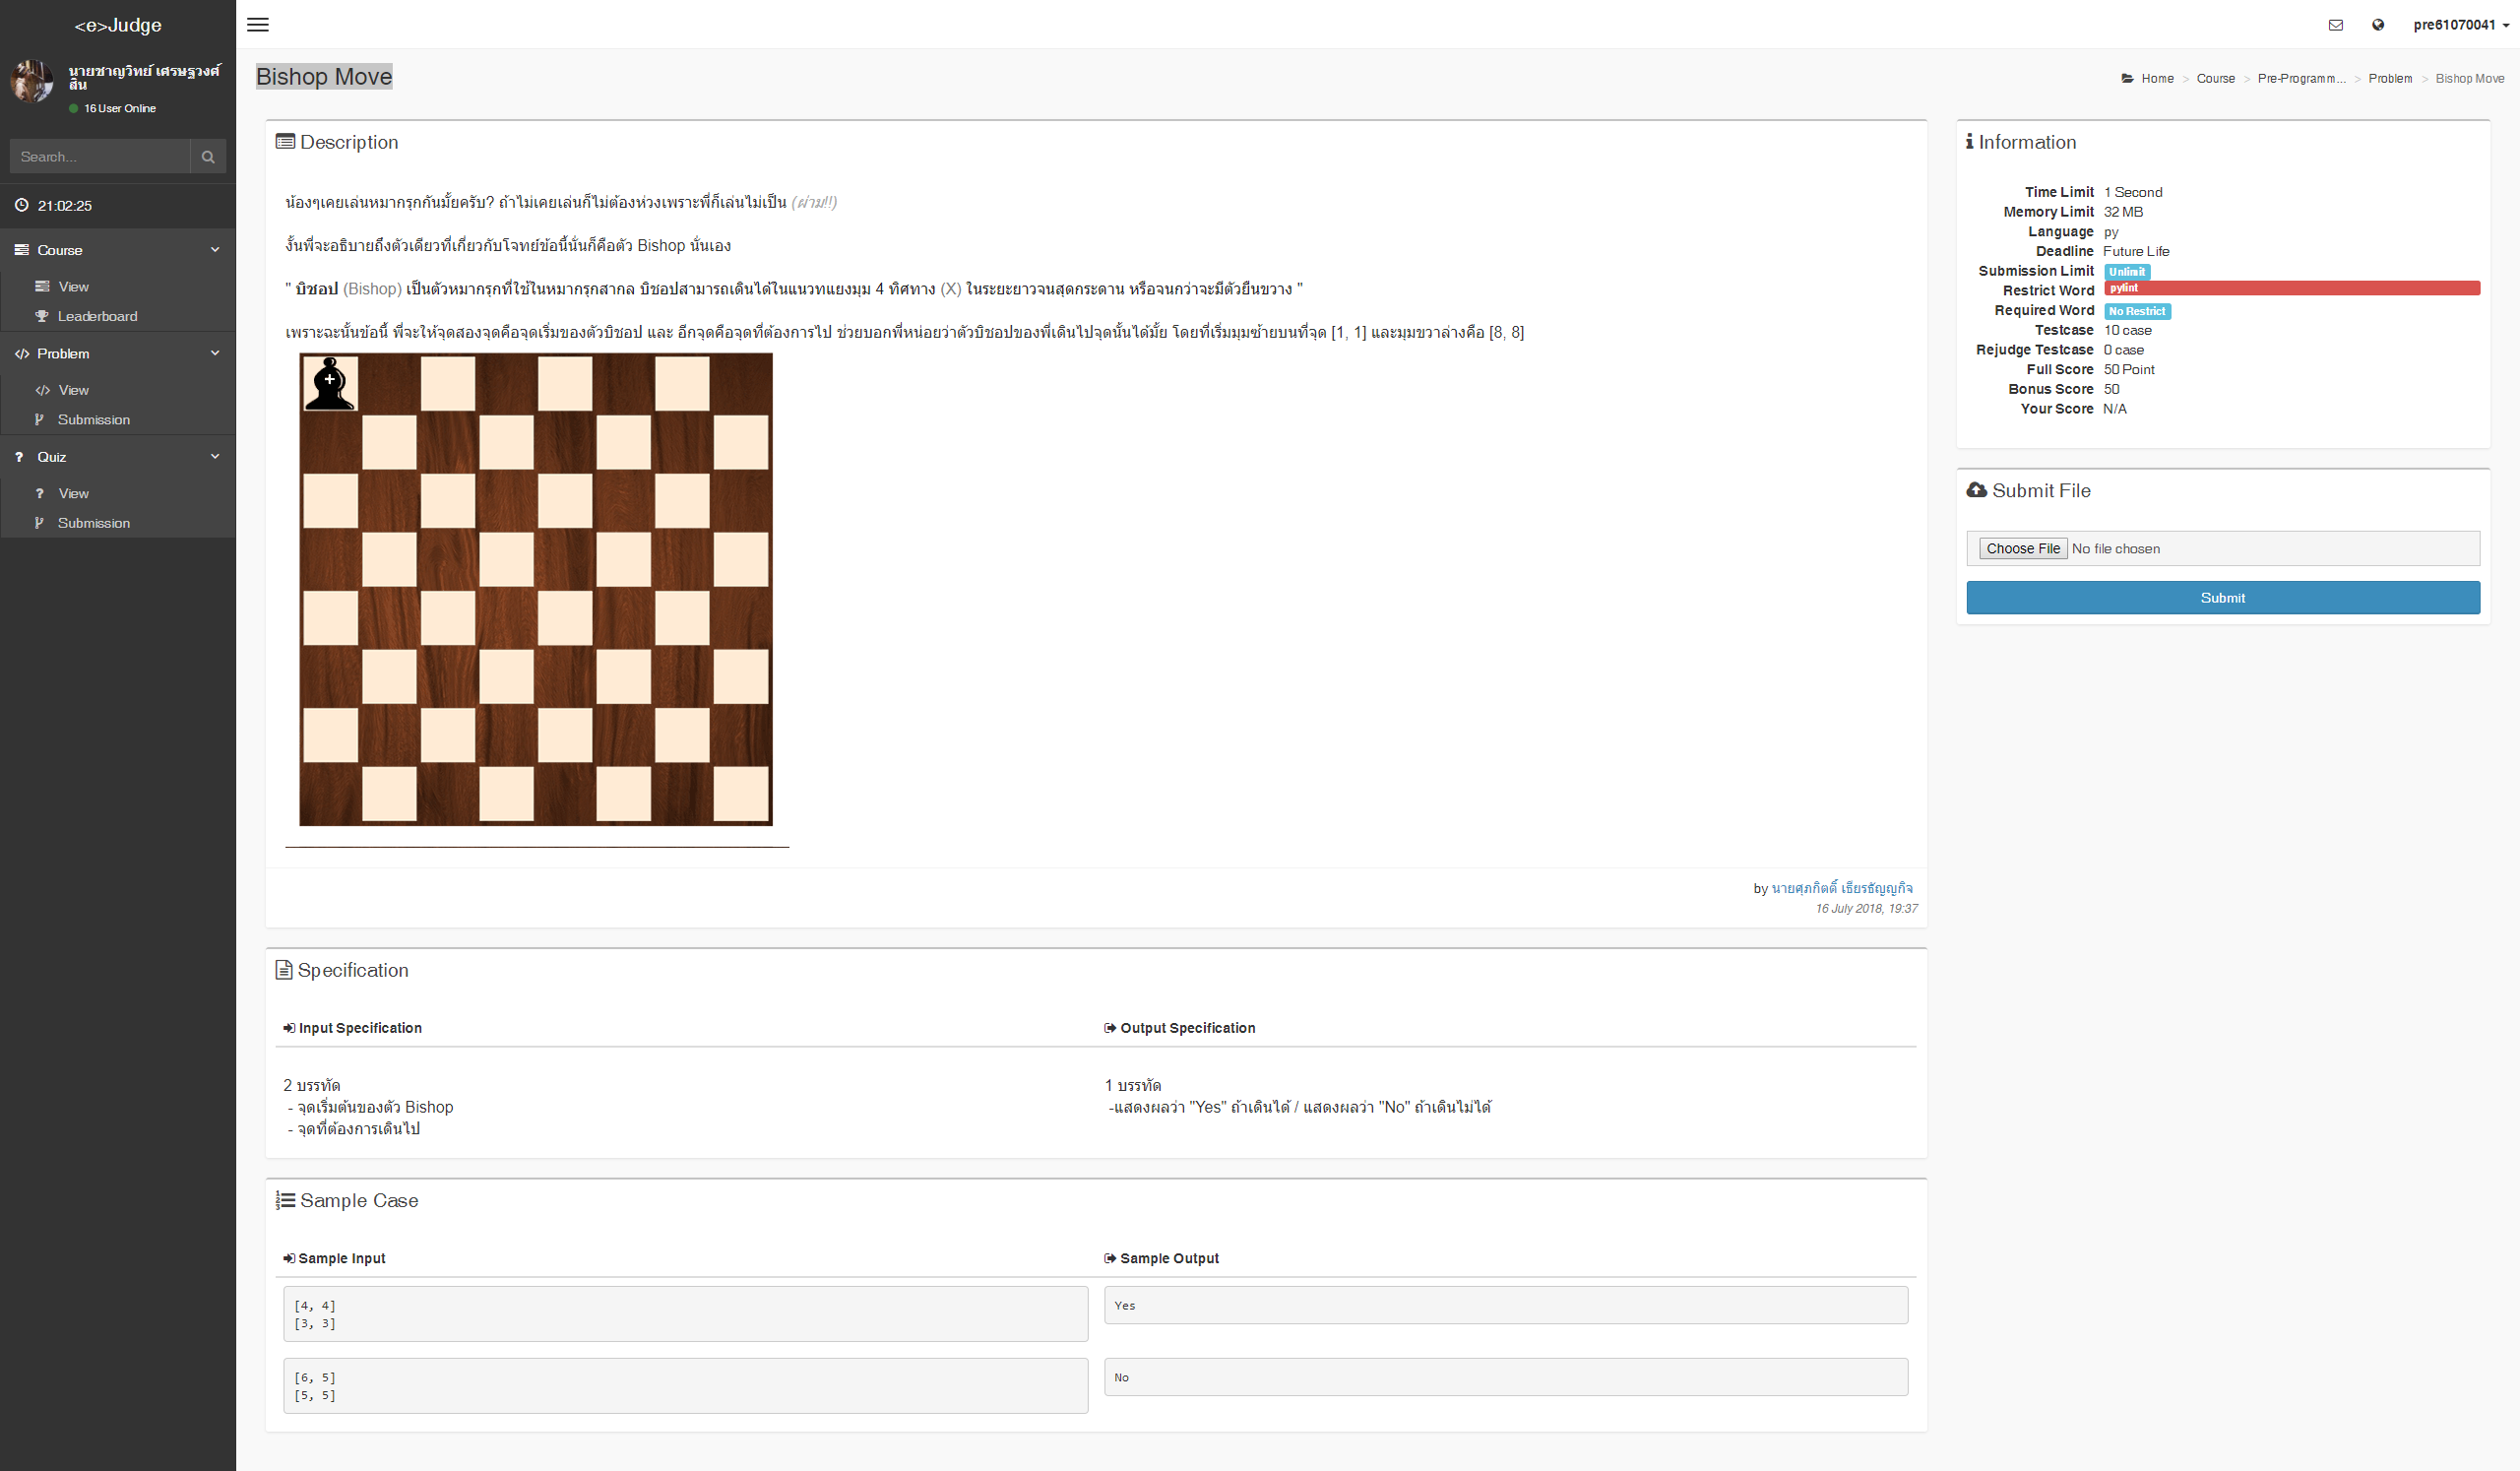 <e>Judge
pre61070041
นายชาญวิทย์ เศรษฐวงศ์
สิน
16 User Online
Search...
21:02:25
Course
View
Leaderboard
Problem
View
Submission
Quiz
View
Submission
Bishop Move
Home > Course > Pre-Programm... > Problem > Bishop Move
Description
น้องๆเคยเล่นหมากรุกกันมั้ยครับ? ถ้าไม่เคยเล่นก็ไม่ต้องห่วงเพราะพี่ก็เล่นไม่เป็น (ผ่าม!!)
งั้นพี่จะอธิบายถึงตัวเดียวที่เกี่ยวกับโจทย์ข้อนี้นั่นก็คือตัว Bishop นั่นเอง
" บิชอป (Bishop) เป็นตัวหมากรุกที่ใช้ในหมากรุกสากล บิชอปสามารถเดินได้ในแนวทแยงมุม 4 ทิศทาง (X) ในระยะยาวจนสุดกระดาน หรือจนกว่าจะมีตัวยืนขวาง "
เพราะฉะนั้นข้อนี้ พี่จะให้จุดสองจุดคือจุดเริ่มของตัวบิชอป และ อีกจุดคือจุดที่ต้องการไป ช่วยบอกพี่หน่อยว่าตัวบิชอปของพี่เดินไปจุดนั้นได้มั้ย โดยที่เริ่มมุมซ้ายบนที่จุด [1, 1] และมุมขวาล่างคือ [8, 8]
by นายศุภกิตติ์ เธียรธัญญกิจ
16 July 2018, 19:37
Specification
Input Specification
2 บรรทัด
- จุดเริ่มต้นของตัว Bishop
- จุดที่ต้องการเดินไป
Output Specification
1 บรรทัด
-แสดงผลว่า "Yes" ถ้าเดินได้ / แสดงผลว่า "No" ถ้าเดินไม่ได้
Sample Case
Sample Input
Sample Output
[4, 4]
[3, 3]
Yes
[6, 5]
[5, 5]
No
Information
Time Limit 1 Second
Memory Limit 32 MB
Language py
Deadline Future Life
Submission Limit Unlimit
Restrict Word pylint
Required Word No Restrict
Testcase 10 case
Rejudge Testcase 0 case
Full Score 50 Point
Bonus Score 50
Your Score N/A
Submit File
Choose File No file chosen
Submit